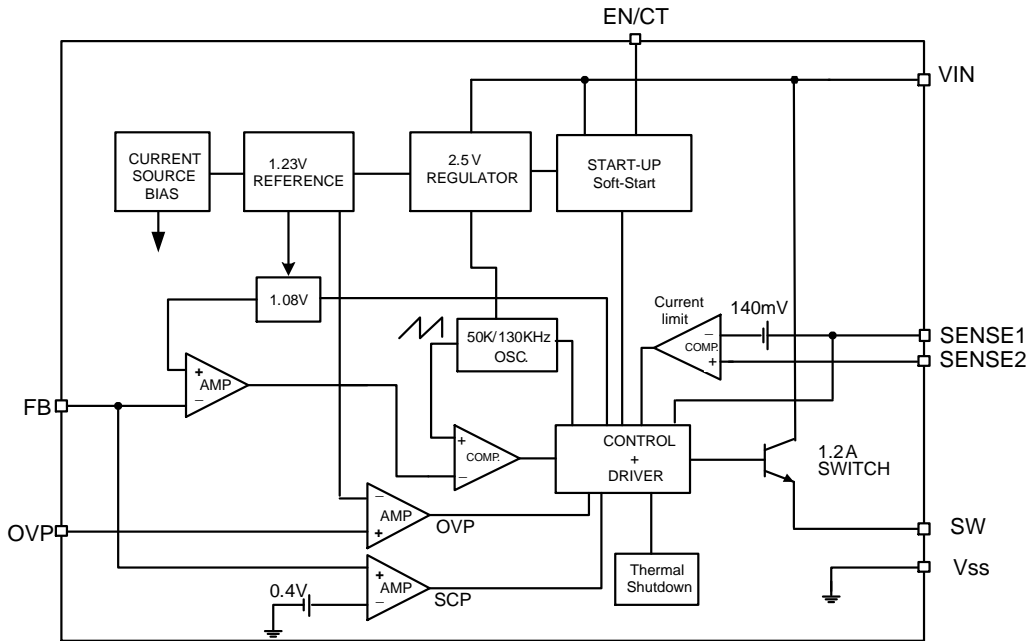 EN/CT
VIN
CURRENT
SOURCE
BIAS
1.23V
REFERENCE
2.5V
REGULATOR
START-UP
Soft-Start
1.08V
50K/130KHz
OSC.
Current
limit
140mV
−
COMP.
+
SENSE1
SENSE2
+
AMP
−
FB
+
COMP.
−
CONTROL
+
DRIVER
1.2A
SWITCH
−
AMP
+
OVP
OVP
SW
+
AMP
−
SCP
0.4V
Thermal
Shutdown
Vss